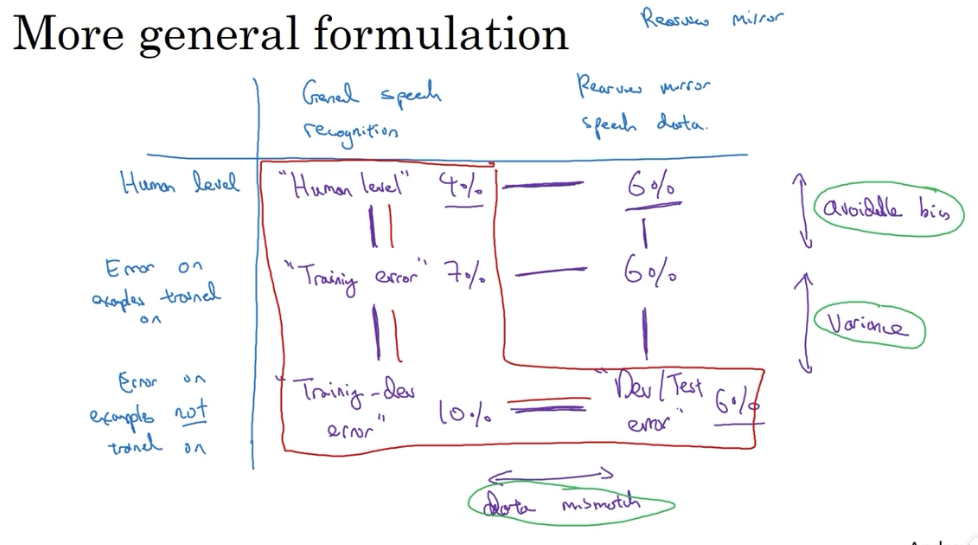 More general formulation
Rearview mirror
General speech
recognition
Rearview mirror
speech data.
Human level
"Human level" 4%
6%
avoidable bias
Error on
examples trained
on
"Training error" 7%
6%
Variance
Error on
examples not
trained on
"Training-dev
error"
10%
"Dev/Test
error"
6%
data mismatch